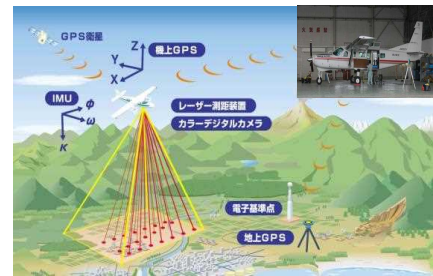 GPS衛星
機上GPS
Z
Y
X
IMU
φ
ω
κ
レーザー測距装置
カラーデジタルカメラ
電子基準点
地上GPS